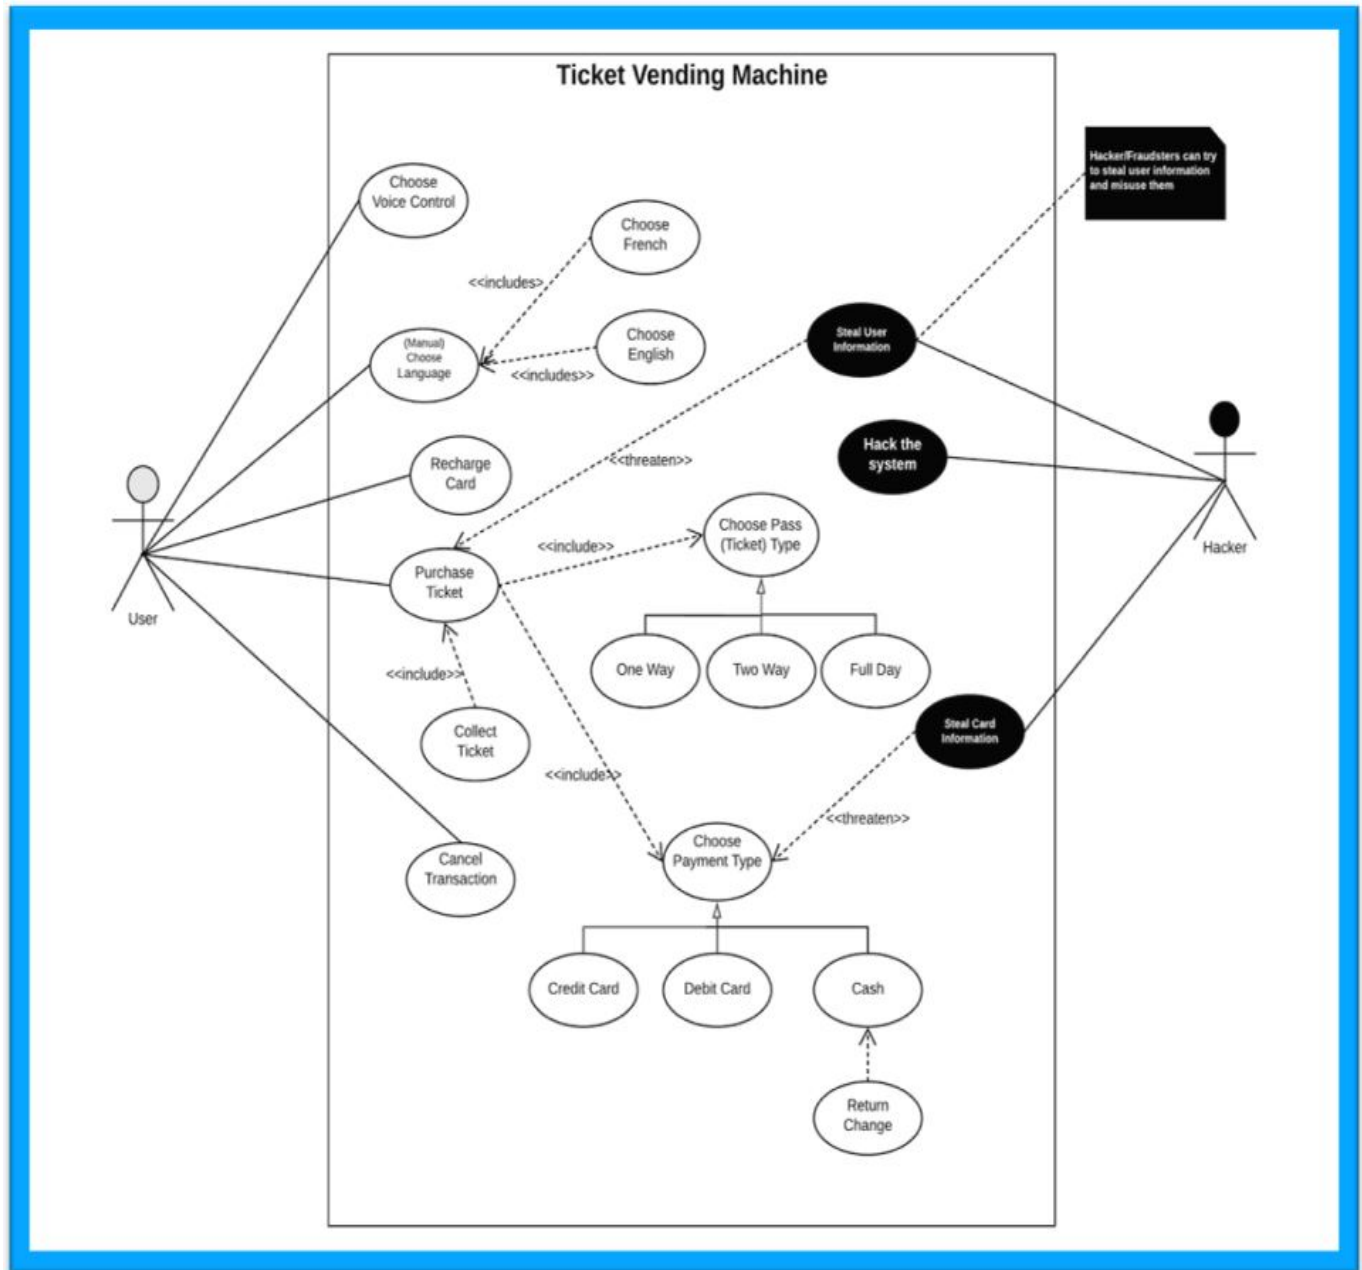 Ticket Vending Machine
Hacker/Fraudsters can try
to steal user information
and misuse them
Choose
Voice Control
Choose
French
<<includes>
(Manual)
Choose
Language
Choose
English
<<includes>>
Steal User
Information
Hack the
system
Recharge
Card
<<threaten>>
Choose Pass
(Ticket) Type
<<include>>
Purchase
Ticket
User
Hacker
One Way
Two Way
Full Day
<<include>>
Collect
Ticket
Steal Card
Information
<<include>>
<<threaten>>
Choose
Payment Type
Cancel
Transaction
Credit Card
Debit Card
Cash
Return
Change